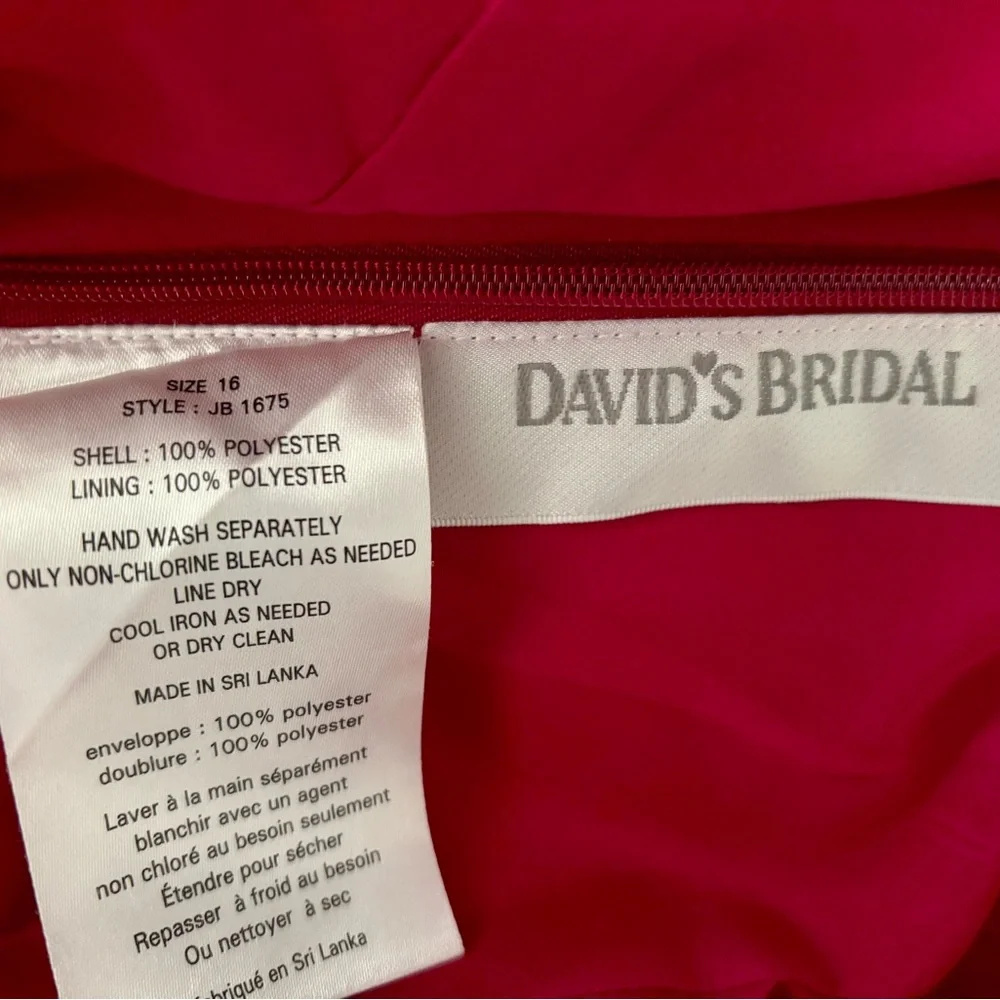 SIZE 16
STYLE : JB 1675
SHELL : 100% POLYESTER
LINING : 100% POLYESTER
HAND WASH SEPARATELY
ONLY NON-CHLORINE BLEACH AS NEEDED
LINE DRY
COOL IRON AS NEEDED
OR DRY CLEAN
MADE IN SRI LANKA
enveloppe : 100% polyester
doublure : 100% polyester
Laver à la main séparément
blanchir avec un agent
non chloré au besoin seulement
Étendre pour sécher
Repasser à froid au besoin
Ou nettoyer à sec
en Sri Lanka
DAVID'S BRIDAL